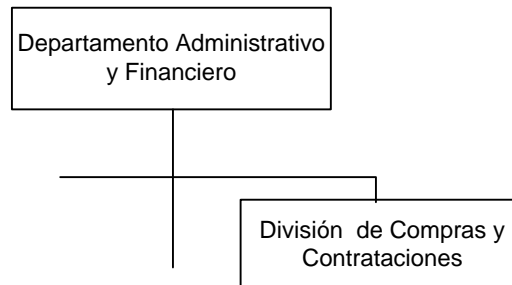 Departamento Administrativo
y Financiero
División de Compras y
Contrataciones